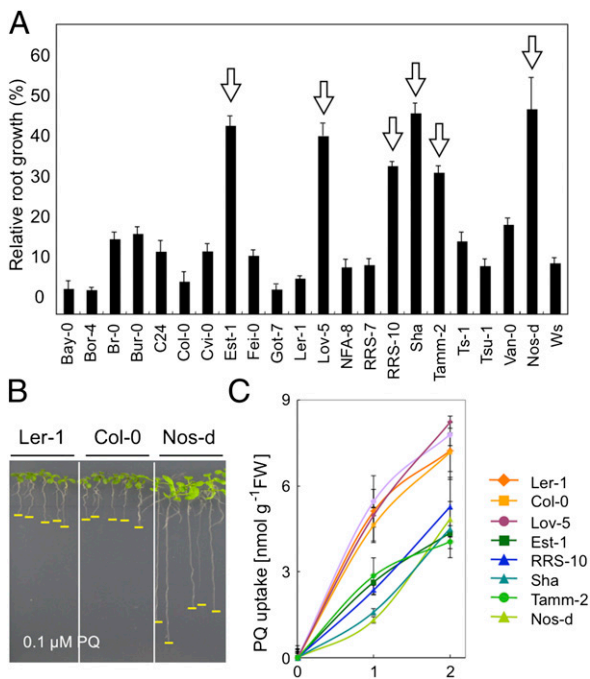 A
Relative root growth (%)
60
50
40
30
20
10
0
Bay-0
Bor-4
Br-0
Bur-0
C24
Col-0
Cvi-0
Est-1
Fei-0
Got-7
Ler-1
Lov-5
NFA-8
RRS-7
RRS-10
Sha
Tamm-2
Ts-1
Tsu-1
Van-0
Nos-d
Ws
B
Ler-1 Col-0 Nos-d
0.1 µM PQ
C
PQ uptake [nmol g-1FW]
9
6
3
0
0 1 2
Ler-1
Col-0
Lov-5
Est-1
RRS-10
Sha
Tamm-2
Nos-d